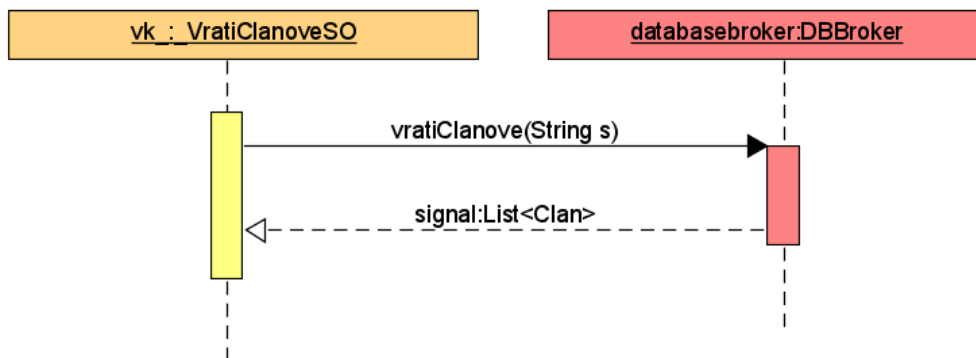 vk_:_VratiClanoveSO
databasebroker:DBBroker
vratiClanove(String s)
signal:List<Clan>